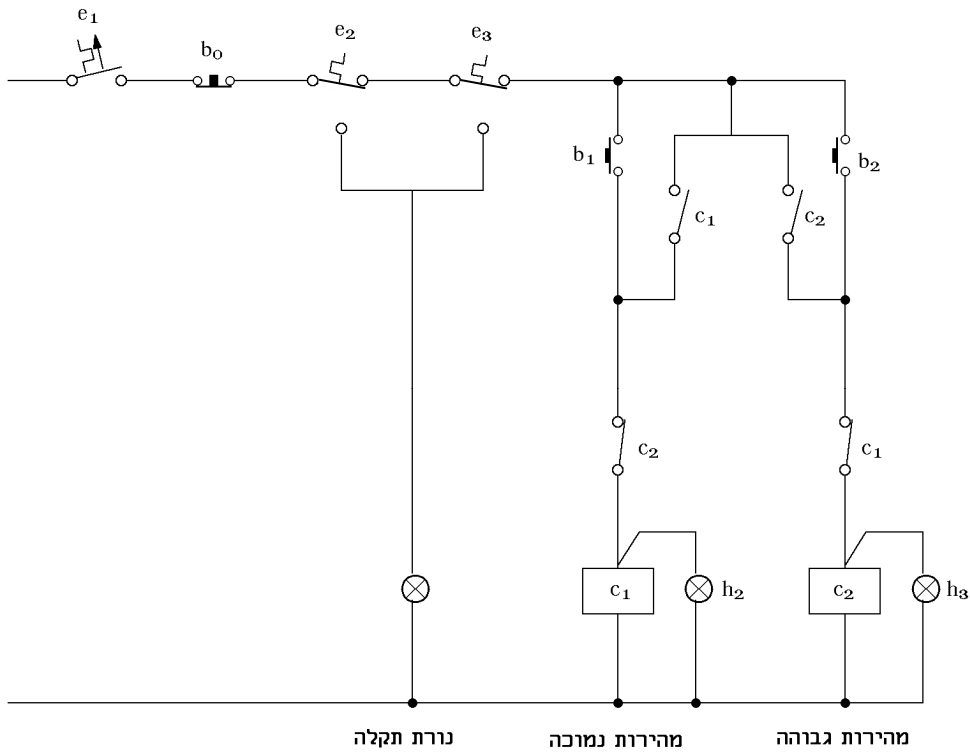 e1
b0
e2
e3
b1
c1
c2
b2
c2
c1
c1
h2
c2
h3
נורת תקלה
מהירות נמוכה
מהירות גבוהה